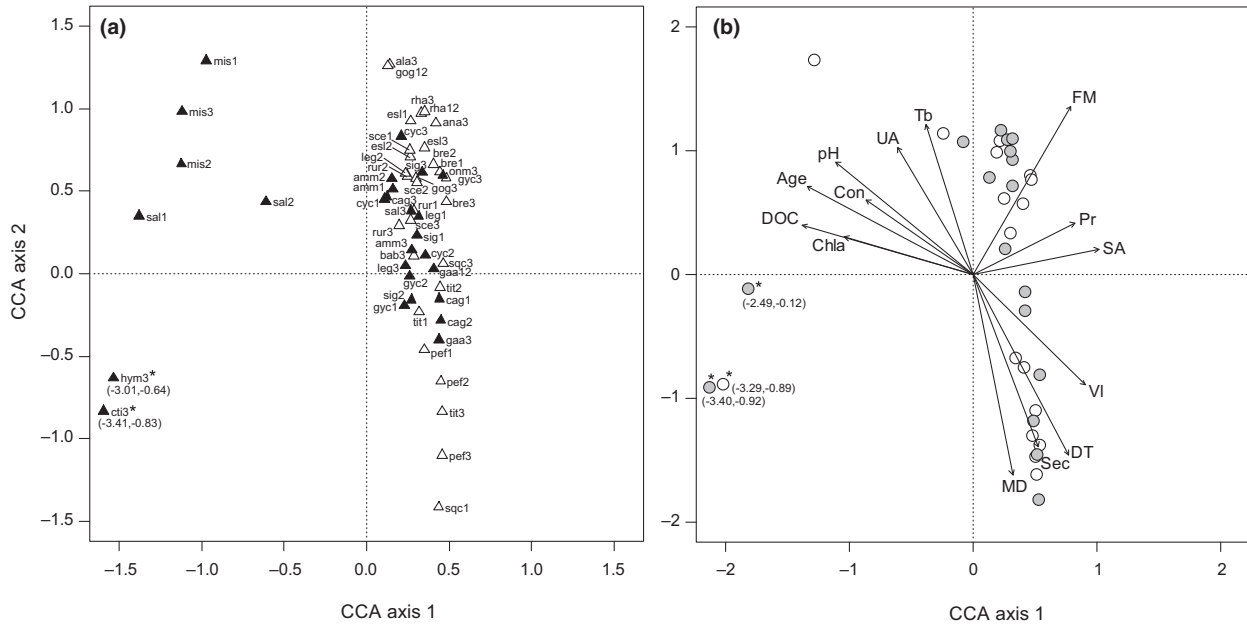 (a)
CCA axis 2
1.5
1.0
0.5
0.0
–0.5
–1.0
–1.5
mis1
ala3
gog12
mis3
rha3
rha12
esl1
ana3
cyc3
sce1
esl2
esl3
bre2
leg2
mis2
rur2
sig3
bre1
onm3
amm2
gyc3
gog3
sce2
amm1
cag3
cyc1
rur1
bre3
sal2
sal3
leg1
sal1
sce3
rur3
sig1
amm3
bab3
cyc2
sqc3
leg3
gaa12
gyc2
tit2
sig2
cag1
gyc1
tit1
cag2
gaa3
pef1
hym3*
(-3.01,-0.64)
pef2
cti3*
(-3.41,-0.83)
tit3
pef3
sqc1
–1.5 –1.0 –0.5 0.0 0.5 1.0 1.5
CCA axis 1
(b)
2
1
0
–1
–2
FM
Tb
UA
pH
Age
Con
DOC
Chla
Pr
SA
*
(-2.49,-0.12)
* *
(-3.29,-0.89)
(-3.40,-0.92)
VI
DT
Sec
MD
–2 –1 0 1 2
CCA axis 1